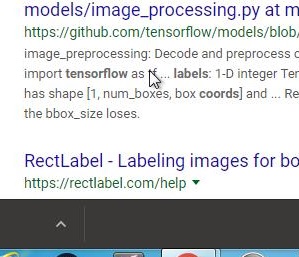 models/image_processing.py at m
https://github.com/tensorflow/models/blob/
image_preprocessing: Decode and preprocess o
import tensorflow as tf ... labels: 1-D integer Ten
has shape [1, num_boxes, box coords] and ... Re
the bbox_size loses.
RectLabel - Labeling images for bo
https://rectlabel.com/help